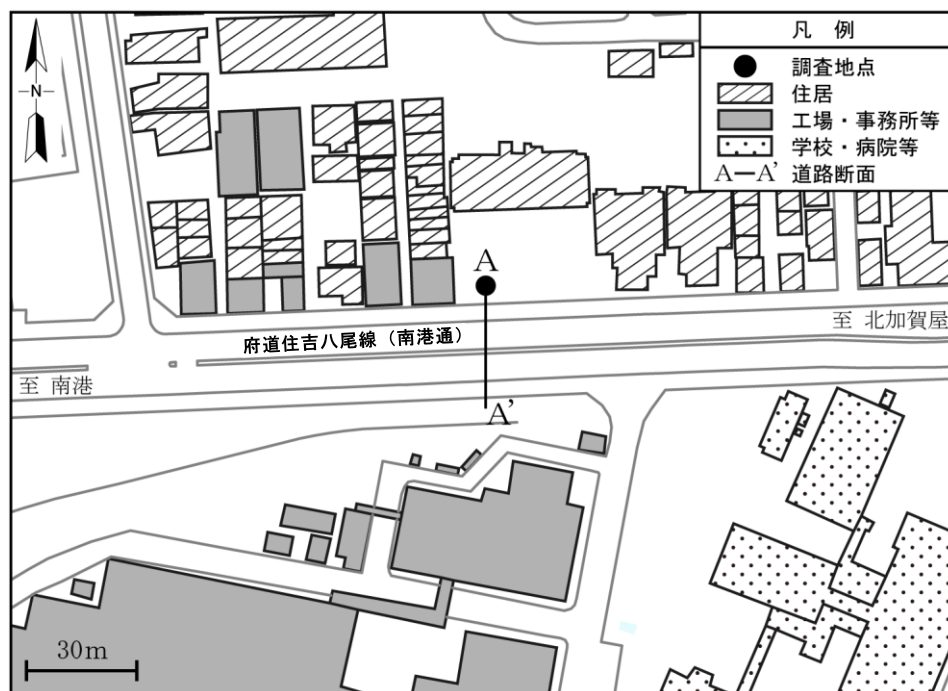 N
凡 例
調査地点
住居
工場・事務所等
学校・病院等
A－A’ 道路断面
A
至 北加賀屋
府道住吉八尾線（南港通）
至 南港
A’
30m